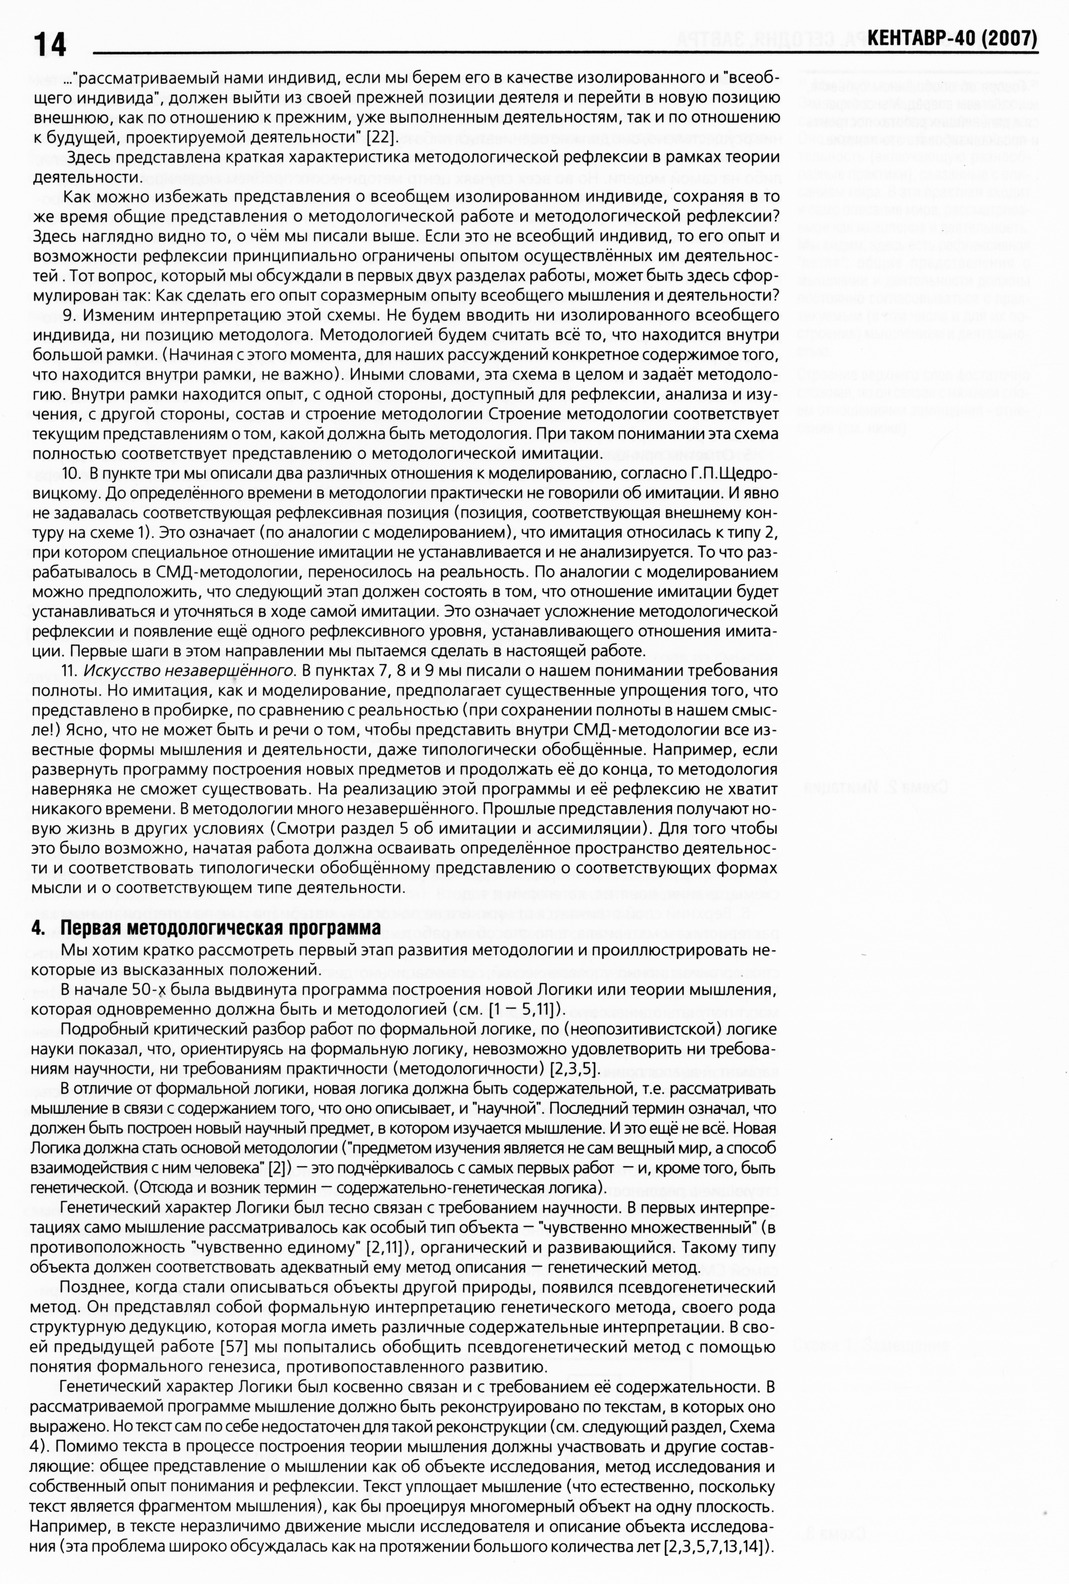 14
КЕНТАВР-40 (2007)
..."рассматриваемый нами индивид, если мы берем его в качестве изолированного и "всеоб-
щего индивида", должен выйти из своей прежней позиции деятеля и перейти в новую позицию
внешнюю, как по отношению к прежним, уже выполненным деятельностям, так и по отношению
к будущей, проектируемой деятельности" [22].
Здесь представлена краткая характеристика методологической рефлексии в рамках теории
деятельности.
Как можно избежать представления о всеобщем изолированном индивиде, сохраняя в то
же время общие представления о методологической работе и методологической рефлексии?
Здесь наглядно видно то, о чём мы писали выше. Если это не всеобщий индивид, то его опыт и
возможности рефлексии принципиально ограничены опытом осуществлённых им деятельнос-
тей . Тот вопрос, который мы обсуждали в первых двух разделах работы, может быть здесь сфор-
мулирован так: Как сделать его опыт соразмерным опыту всеобщего мышления и деятельности?
9. Изменим интерпретацию этой схемы. Не будем вводить ни изолированного всеобщего
индивида, ни позицию методолога. Методологией будем считать всё то, что находится внутри
большой рамки. (Начиная с этого момента, для наших рассуждений конкретное содержимое того,
что находится внутри рамки, не важно). Иными словами, эта схема в целом и задаёт методоло-
гию. Внутри рамки находится опыт, с одной стороны, доступный для рефлексии, анализа и изу-
чения, с другой стороны, состав и строение методологии Строение методологии соответствует
текущим представлениям о том, какой должна быть методология. При таком понимании эта схема
полностью соответствует представлению о методологической имитации.
10. В пункте три мы описали два различных отношения к моделированию, согласно Г.П.Щедро-
вицкому. До определённого времени в методологии практически не говорили об имитации. И явно
не задавалась соответствующая рефлексивная позиция (позиция, соответствующая внешнему кон-
туру на схеме 1). Это означает (по аналогии с моделированием), что имитация относилась к типу 2,
при котором специальное отношение имитации не устанавливается и не анализируется. То что раз-
рабатывалось в СМД-методологии, переносилось на реальность. По аналогии с моделированием
можно предположить, что следующий этап должен состоять в том, что отношение имитации будет
устанавливаться и уточняться в ходе самой имитации. Это означает усложнение методологической
рефлексии и появление ещё одного рефлексивного уровня, устанавливающего отношения имита-
ции. Первые шаги в этом направлении мы пытаемся сделать в настоящей работе.
11. Искусство незавершённого. В пунктах 7, 8 и 9 мы писали о нашем понимании требования
полноты. Но имитация, как и моделирование, предполагает существенные упрощения того, что
представлено в пробирке, по сравнению с реальностью (при сохранении полноты в нашем смыс-
ле!) Ясно, что не может быть и речи о том, чтобы представить внутри СМД-методологии все из-
вестные формы мышления и деятельности, даже типологически обобщённые. Например, если
развернуть программу построения новых предметов и продолжать её до конца, то методология
наверняка не сможет существовать. На реализацию этой программы и её рефлексию не хватит
никакого времени. В методологии много незавершённого. Прошлые представления получают но-
вую жизнь в других условиях (Смотри раздел 5 об имитации и ассимиляции). Для того чтобы
это было возможно, начатая работа должна осваивать определённое пространство деятельнос-
ти и соответствовать типологически обобщённому представлению о соответствующих формах
мысли и о соответствующем типе деятельности.
4. Первая методологическая программа
Мы хотим кратко рассмотреть первый этап развития методологии и проиллюстрировать не-
которые из высказанных положений.
В начале 50-х была выдвинута программа построения новой Логики или теории мышления,
которая одновременно должна быть и методологией (см. [1 – 5,11]).
Подробный критический разбор работ по формальной логике, по (неопозитивистской) логике
науки показал, что, ориентируясь на формальную логику, невозможно удовлетворить ни требова-
ниям научности, ни требованиям практичности (методологичности) [2,3,5].
В отличие от формальной логики, новая логика должна быть содержательной, т.е. рассматривать
мышление в связи с содержанием того, что оно описывает, и "научной". Последний термин означал, что
должен быть построен новый научный предмет, в котором изучается мышление. И это ещё не всё. Новая
Логика должна стать основой методологии ("предметом изучения является не сам вещный мир, а способ
взаимодействия с ним человека" [2]) – это подчёркивалось с самых первых работ – и, кроме того, быть
генетической. (Отсюда и возник термин – содержательно-генетическая логика).
Генетический характер Логики был тесно связан с требованием научности. В первых интерпре-
тациях само мышление рассматривалось как особый тип объекта – "чувственно множественный" (в
противоположность "чувственно единому" [2,11]), органический и развивающийся. Такому типу
объекта должен соответствовать адекватный ему метод описания – генетический метод.
Позднее, когда стали описываться объекты другой природы, появился псевдогенетический
метод. Он представлял собой формальную интерпретацию генетического метода, своего рода
структурную дедукцию, которая могла иметь различные содержательные интерпретации. В сво-
ей предыдущей работе [57] мы попытались обобщить псевдогенетический метод с помощью
понятия формального генезиса, противопоставленного развитию.
Генетический характер Логики был косвенно связан и с требованием её содержательности. В
рассматриваемой программе мышление должно быть реконструировано по текстам, в которых оно
выражено. Но текст сам по себе недостаточен для такой реконструкции (см. следующий раздел, Схема
4). Помимо текста в процессе построения теории мышления должны участвовать и другие состав-
ляющие: общее представление о мышлении как об объекте исследования, метод исследования и
собственный опыт понимания и рефлексии. Текст уплощает мышление (что естественно, поскольку
текст является фрагментом мышления), как бы проецируя многомерный объект на одну плоскость.
Например, в тексте неразличимо движение мысли исследователя и описание объекта исследова-
ния (эта проблема широко обсуждалась как на протяжении большого количества лет [2,3,5,7,13,14]).